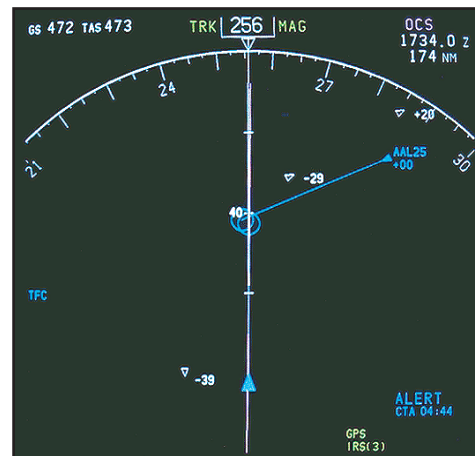 GS 472 TAS 473
TRK 256 MAG
OCS
1734.0 Z
174 NM
24
27
21
30
+20
AAL25
+00
-29
40
TFC
-39
ALERT
CTA 04:44
GPS
IRS(3)